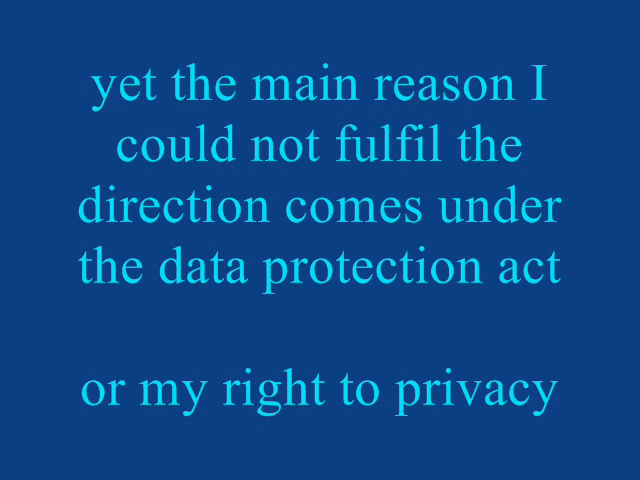 yet the main reason I
could not fulfil the
direction comes under
the data protection act
or my right to privacy